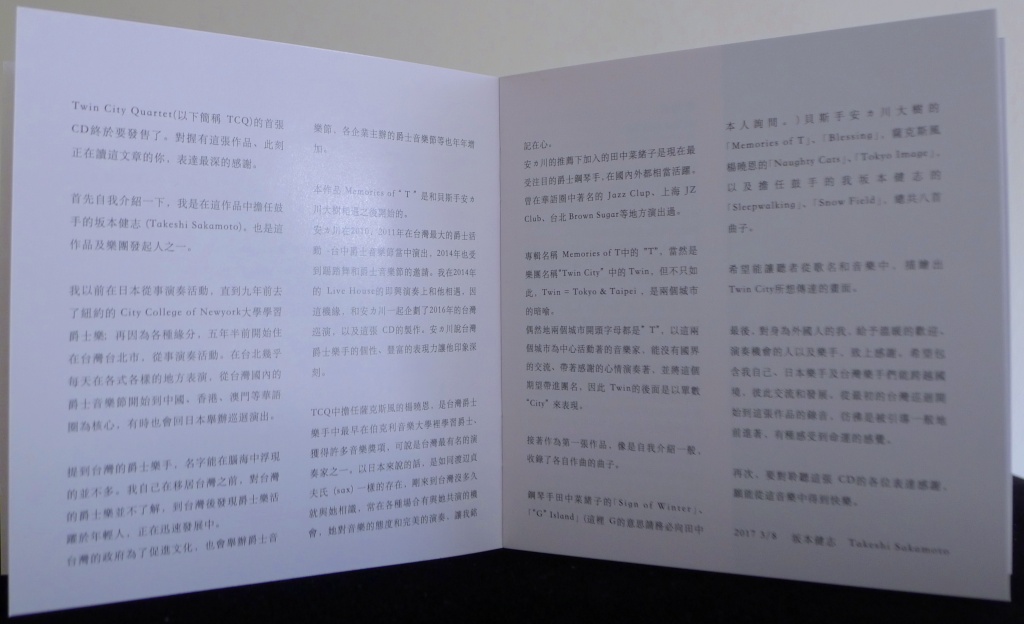 Twin City Quartet(以下簡稱 TCQ)的首張
CD終於要發售了。對握有這張作品、此刻
正在讀這文章的你、表達最深的感謝。
首先自我介紹一下，我是在這作品中擔任鼓
手的坂本健志 (Takeshi Sakamoto)。也是這
作品及樂團發起人之一。
我以前在日本從事演奏活動，直到九年前去
了紐約的 City College of Newyork大學學習
爵士樂; 再因為各種緣分，五年半前開始住
在台灣台北市，從事演奏活動。在台北幾乎
每天在各式各樣的地方表演，從台灣國內的
爵士音樂節開始到中國、香港、澳門等華語
圈為核心，有時也會回日本舉辦巡迴演出。
提到台灣的爵士樂手，名字能在腦海中浮現
的並不多。我自己在移居台灣之前，對台灣
的爵士樂並不了解，到台灣後發現爵士樂活
躍於年輕人，正在迅速發展中。
台灣的政府為了促進文化，也會舉辦爵士音
樂節，各企業主辦的爵士音樂節等也年年增
加。
本作品 Memories of " T " 是和貝斯手安ヵ
川大樹相遇之後開始的。
安ヵ川在2010、2011年在台灣最大的爵士活
動－台中爵士音樂節當中演出，2014年也受
到蹦蹦舞和爵士音樂節的邀請。我在2014年
的 Live House的即興演奏上和他相遇，因
這機緣，和安ヵ川一起企劃了2016年的台灣
巡演，以及這張 CD的製作。安ヵ川說台灣
爵士樂手的個性、豐富的表現力讓他印象深
刻。
TCQ中擔任薩克斯風的楊曉恩，是台灣爵士
樂手中最早在伯克利音樂大學裡學習爵士、
獲得許多音樂獎項，可說是台灣最有名的演
奏家之一。以日本來說的話，是如同渡辺貞
夫氏 (sax) 一樣的存在，剛來到台灣沒多久
就與她相識，常在各種場合有與她共演的機
會，她對音樂的態度和完美的演奏，讓我銘
記在心。
安ヵ川的推薦下加入的田中菜緒子是現在最
受注目的爵士鋼琴手，在國內外都相當活躍。
曾在華語圈中著名的 Jazz Clup，上海 JZ
Club、台北 Brown Sugar等地方演出過。
專輯名稱 Memories of T中的 "T"，當然是
樂團名稱"Twin City" 中的 Twin，但不只如
此，Twin = Tokyo & Taipei ，是兩個城市
的暗喻。
偶然地兩個城市開頭字母都是" T"，以這兩
個城市為中心活動著的音樂家，能沒有國界
的交流、帶著感謝的心情演奏著，並將這個
期望帶進團名，因此 Twin的後面是以單數
"City" 來表現。
接著作為第一張作品，像是自我介紹一般，
收錄了各自作曲的曲子。
鋼琴手田中菜緒子的「Sign of Winter」、
「"G" Island」(這裡 G的意思請務必向田中
本人詢問。)貝斯手安ヵ川大樹的
「Memories of T」、「Blessing」，薩克斯風
楊曉恩的「Naughty Cats」、「Tokyo Image」，
以及擔任鼓手的我坂本健志的
「Sleepwalking」、「Snow Field」，總共八首
曲子。
希望能讓聽者從歌名和音樂中，描繪出
Twin City所想傳達的畫面。
最後，對身為外國人的我，給予溫暖的歡迎、
演奏機會的人以及樂手，致上感謝。希望包
含我自己、日本樂手及台灣樂手們能跨越國
境，彼此交流和發展。從最初的台灣巡迴開
始到這張作品的錄音，彷彿是被引導一般地
前進著，有種感受到命運的感覺。
再次，要對聆聽這張 CD的各位表達感謝，
願能從這音樂中得到快樂。
2017 3/8 坂本健志 Takeshi Sakamoto